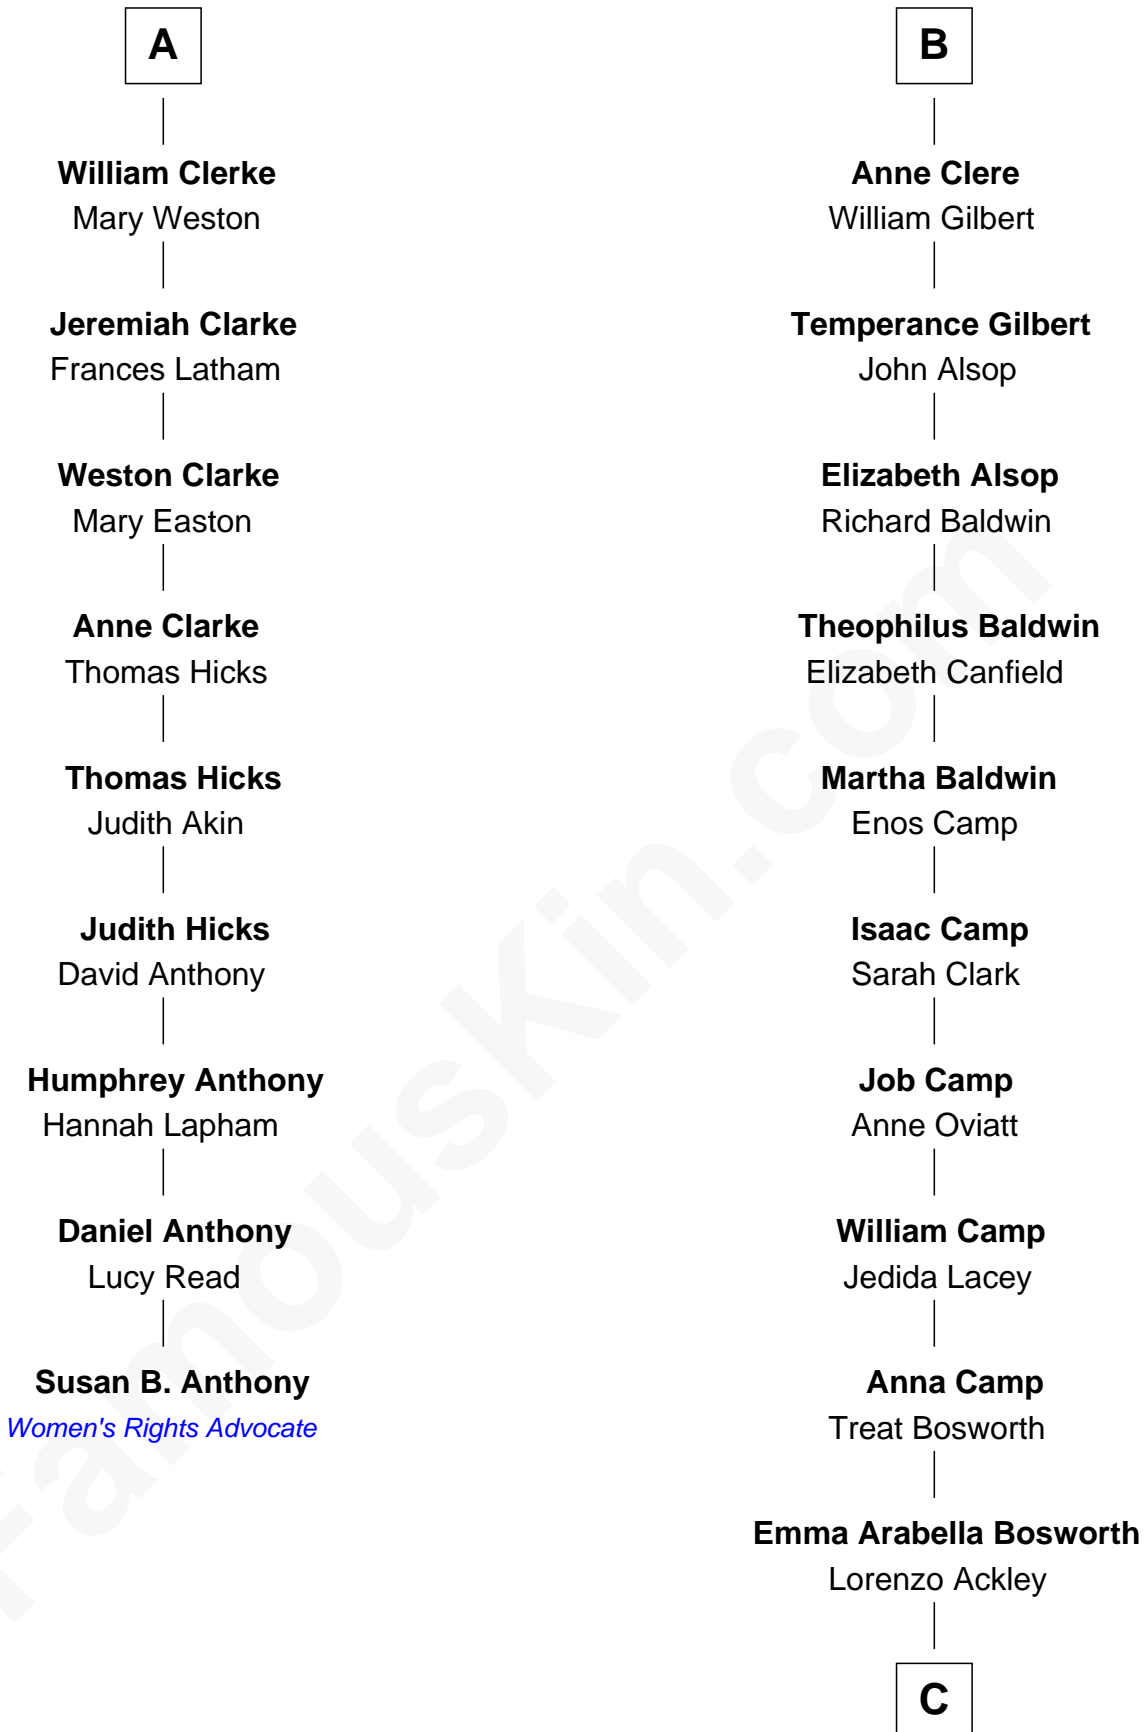 A
William Clerke
Mary Weston
Jeremiah Clarke
Frances Latham
Weston Clarke
Mary Easton
Anne Clarke
Thomas Hicks
Thomas Hicks
Judith Akin
Judith Hicks
David Anthony
Humphrey Anthony
Hannah Lapham
Daniel Anthony
Lucy Read
Susan B. Anthony
Women's Rights Advocate
B
Anne Clere
William Gilbert
Temperance Gilbert
John Alsop
Elizabeth Alsop
Richard Baldwin
Theophilus Baldwin
Elizabeth Canfield
Martha Baldwin
Enos Camp
Isaac Camp
Sarah Clark
Job Camp
Anne Oviatt
William Camp
Jedida Lacey
Anna Camp
Treat Bosworth
Emma Arabella Bosworth
Lorenzo Ackley
C
FamousKin.com